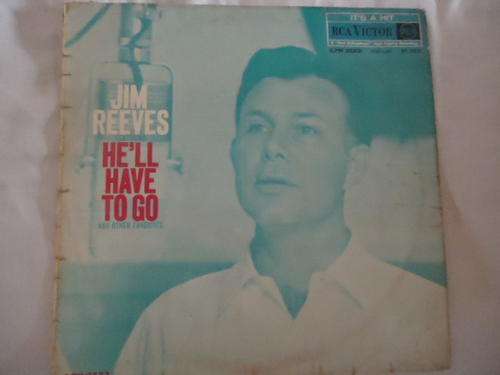 IT'S A HIT
RCA VICTOR
JIM
REEVES
HE'LL
HAVE
TO GO
AND OTHER FAVORITES